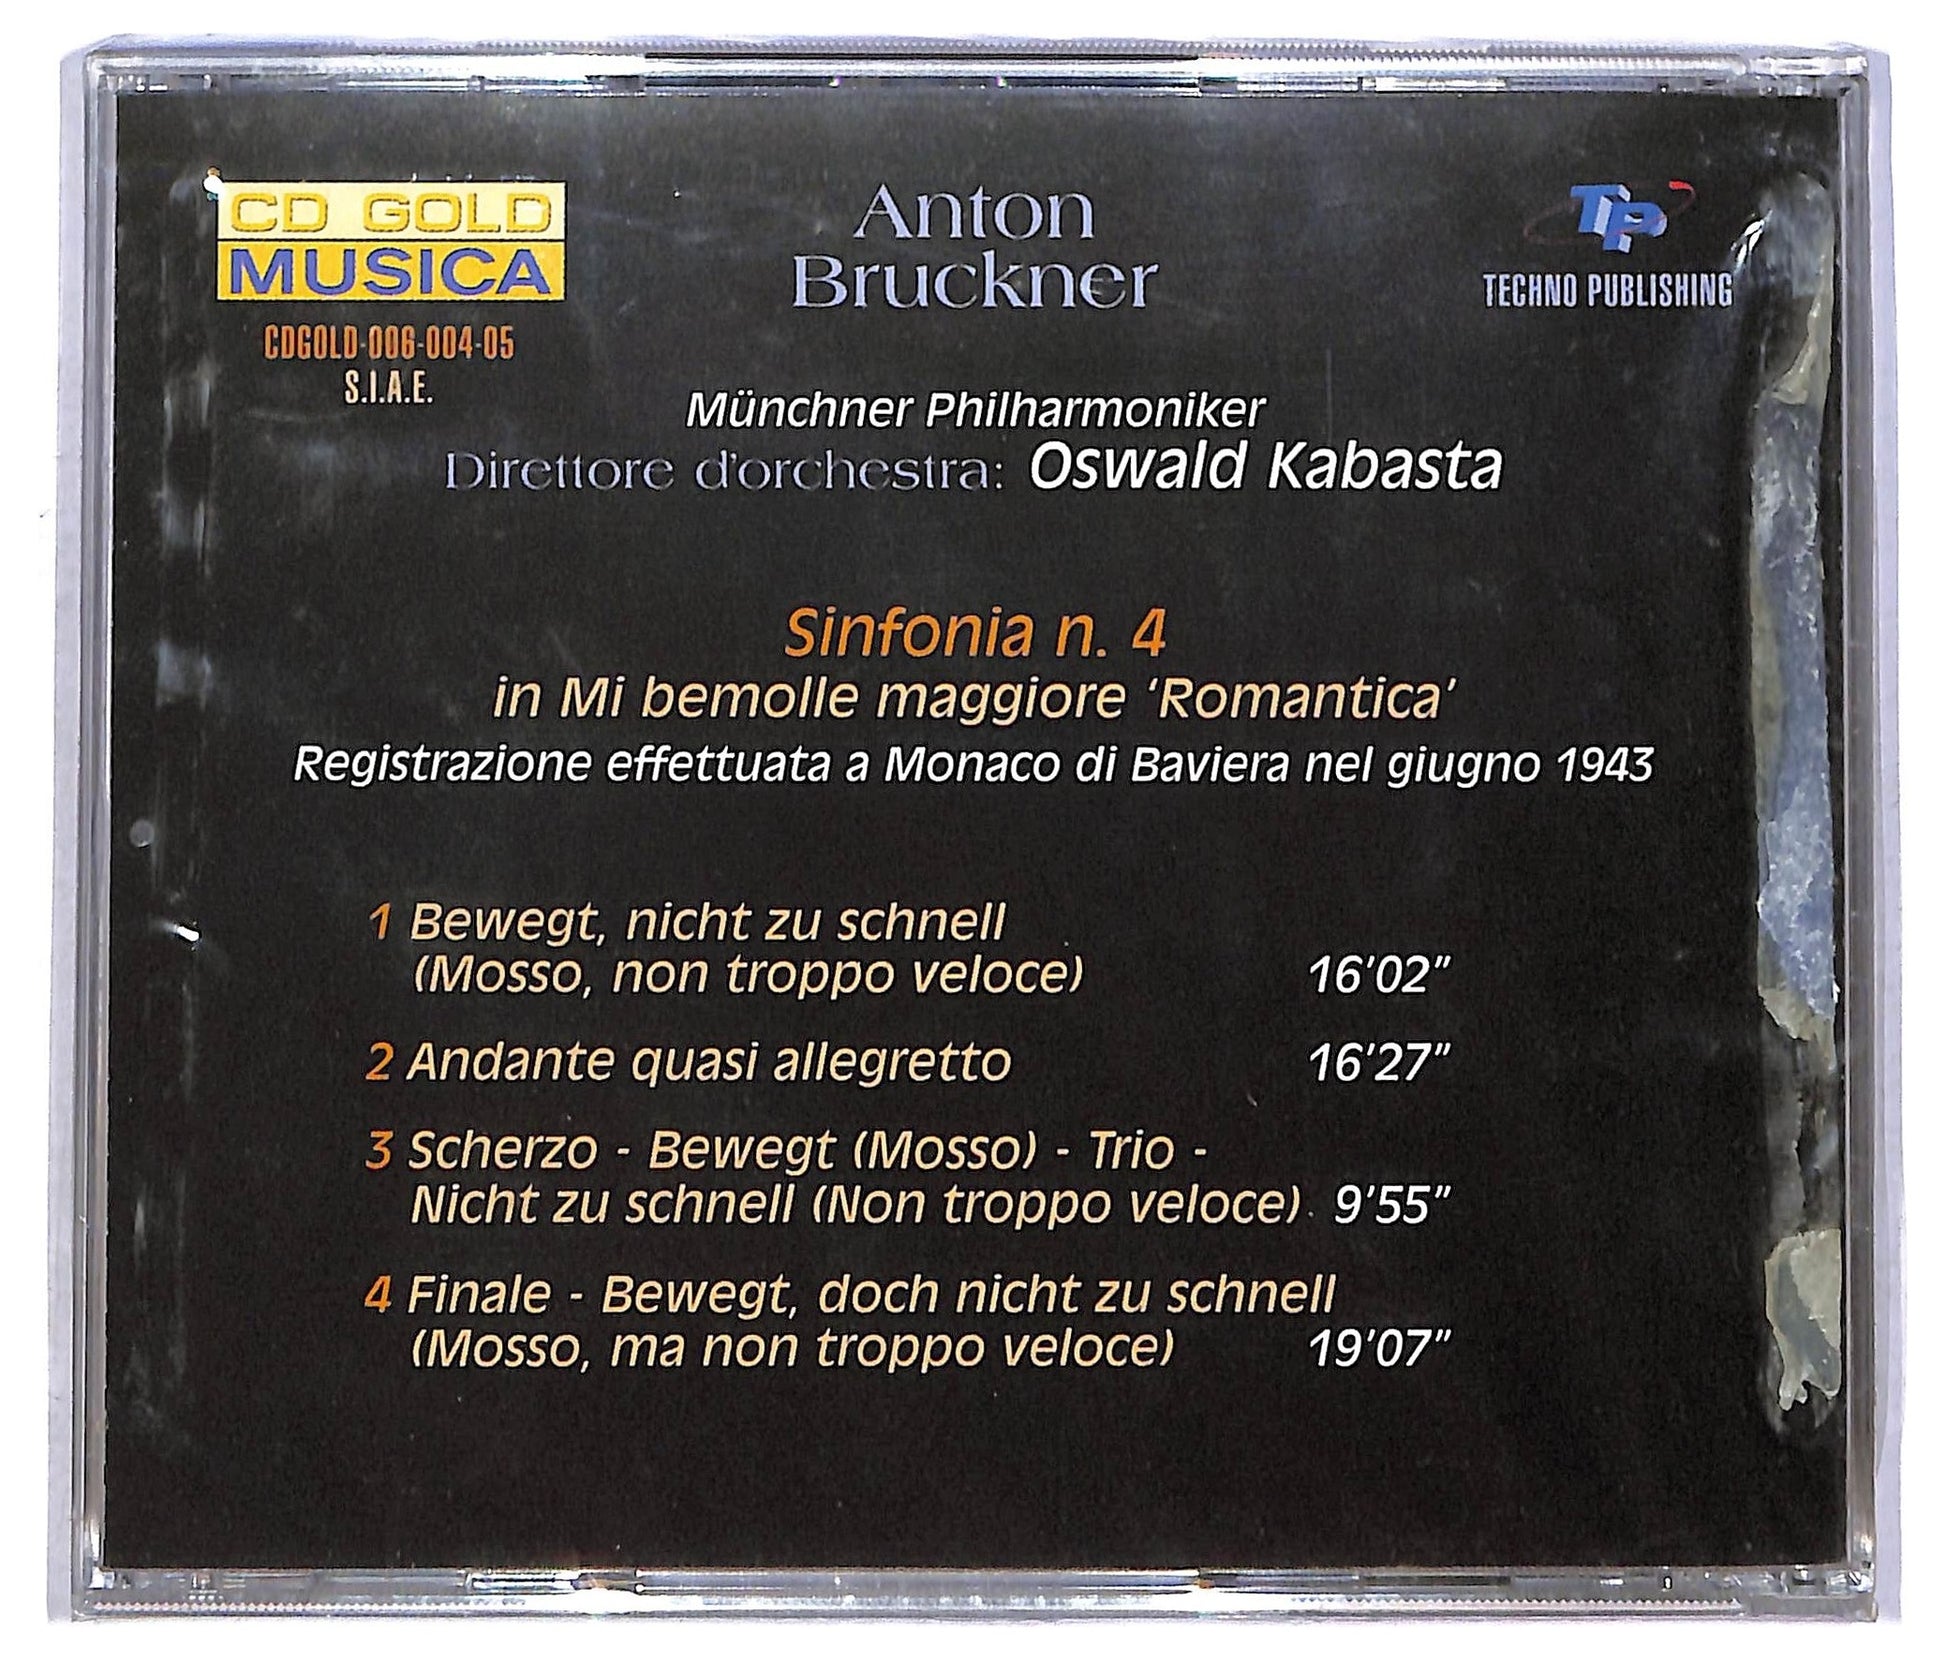 CD GOLD
MUSICA
CDGOLD-006-004-05
S.I.A.E.
Anton
Bruckner
TP
TECHNO PUBLISHING
Münchner Philharmoniker
Direttore d'orchestra: Oswald Kabasta
Sinfonia n. 4
in Mi bemolle maggiore ‘Romantica’
Registrazione effettuata a Monaco di Baviera nel giugno 1943
1 Bewegt, nicht zu schnell
(Mosso, non troppo veloce) 16’02”
2 Andante quasi allegretto 16’27”
3 Scherzo - Bewegt (Mosso) - Trio -
Nicht zu schnell (Non troppo veloce) 9’55”
4 Finale - Bewegt, doch nicht zu schnell
(Mosso, ma non troppo veloce) 19’07”